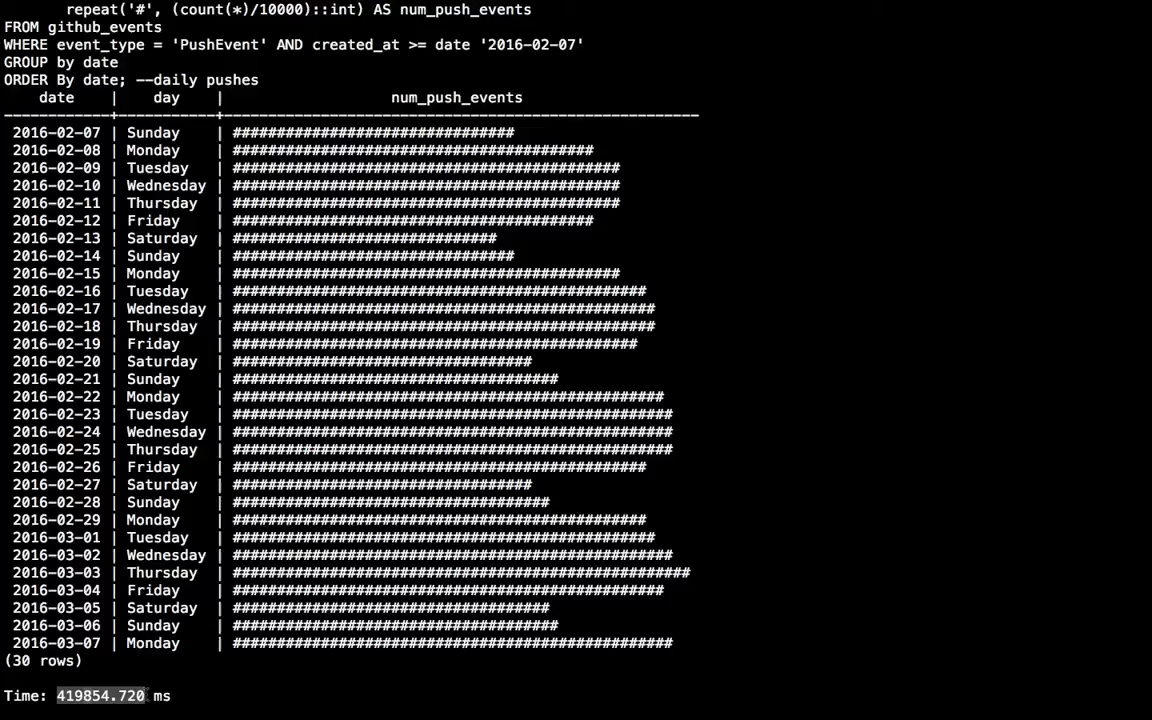 repeat('#', (count(*)/10000)::int) AS num_push_events
FROM github_events
WHERE event_type = 'PushEvent' AND created_at >= date '2016-02-07'
GROUP by date
ORDER By date; --daily pushes
date | day | num_push_events
------------+-----------+------------------------------------------------------
2016-02-07 | Sunday | ################################
2016-02-08 | Monday | #########################################
2016-02-09 | Tuesday | ############################################
2016-02-10 | Wednesday | ############################################
2016-02-11 | Thursday | ############################################
2016-02-12 | Friday | #########################################
2016-02-13 | Saturday | ##############################
2016-02-14 | Sunday | ################################
2016-02-15 | Monday | ############################################
2016-02-16 | Tuesday | ###############################################
2016-02-17 | Wednesday | ################################################
2016-02-18 | Thursday | ################################################
2016-02-19 | Friday | ##############################################
2016-02-20 | Saturday | ##################################
2016-02-21 | Sunday | #####################################
2016-02-22 | Monday | #################################################
2016-02-23 | Tuesday | ##################################################
2016-02-24 | Wednesday | ##################################################
2016-02-25 | Thursday | ##################################################
2016-02-26 | Friday | ###############################################
2016-02-27 | Saturday | ##################################
2016-02-28 | Sunday | ####################################
2016-02-29 | Monday | ###############################################
2016-03-01 | Tuesday | ################################################
2016-03-02 | Wednesday | ##################################################
2016-03-03 | Thursday | ####################################################
2016-03-04 | Friday | #################################################
2016-03-05 | Saturday | ####################################
2016-03-06 | Sunday | #####################################
2016-03-07 | Monday | ##################################################
(30 rows)
Time: 419854.720 ms